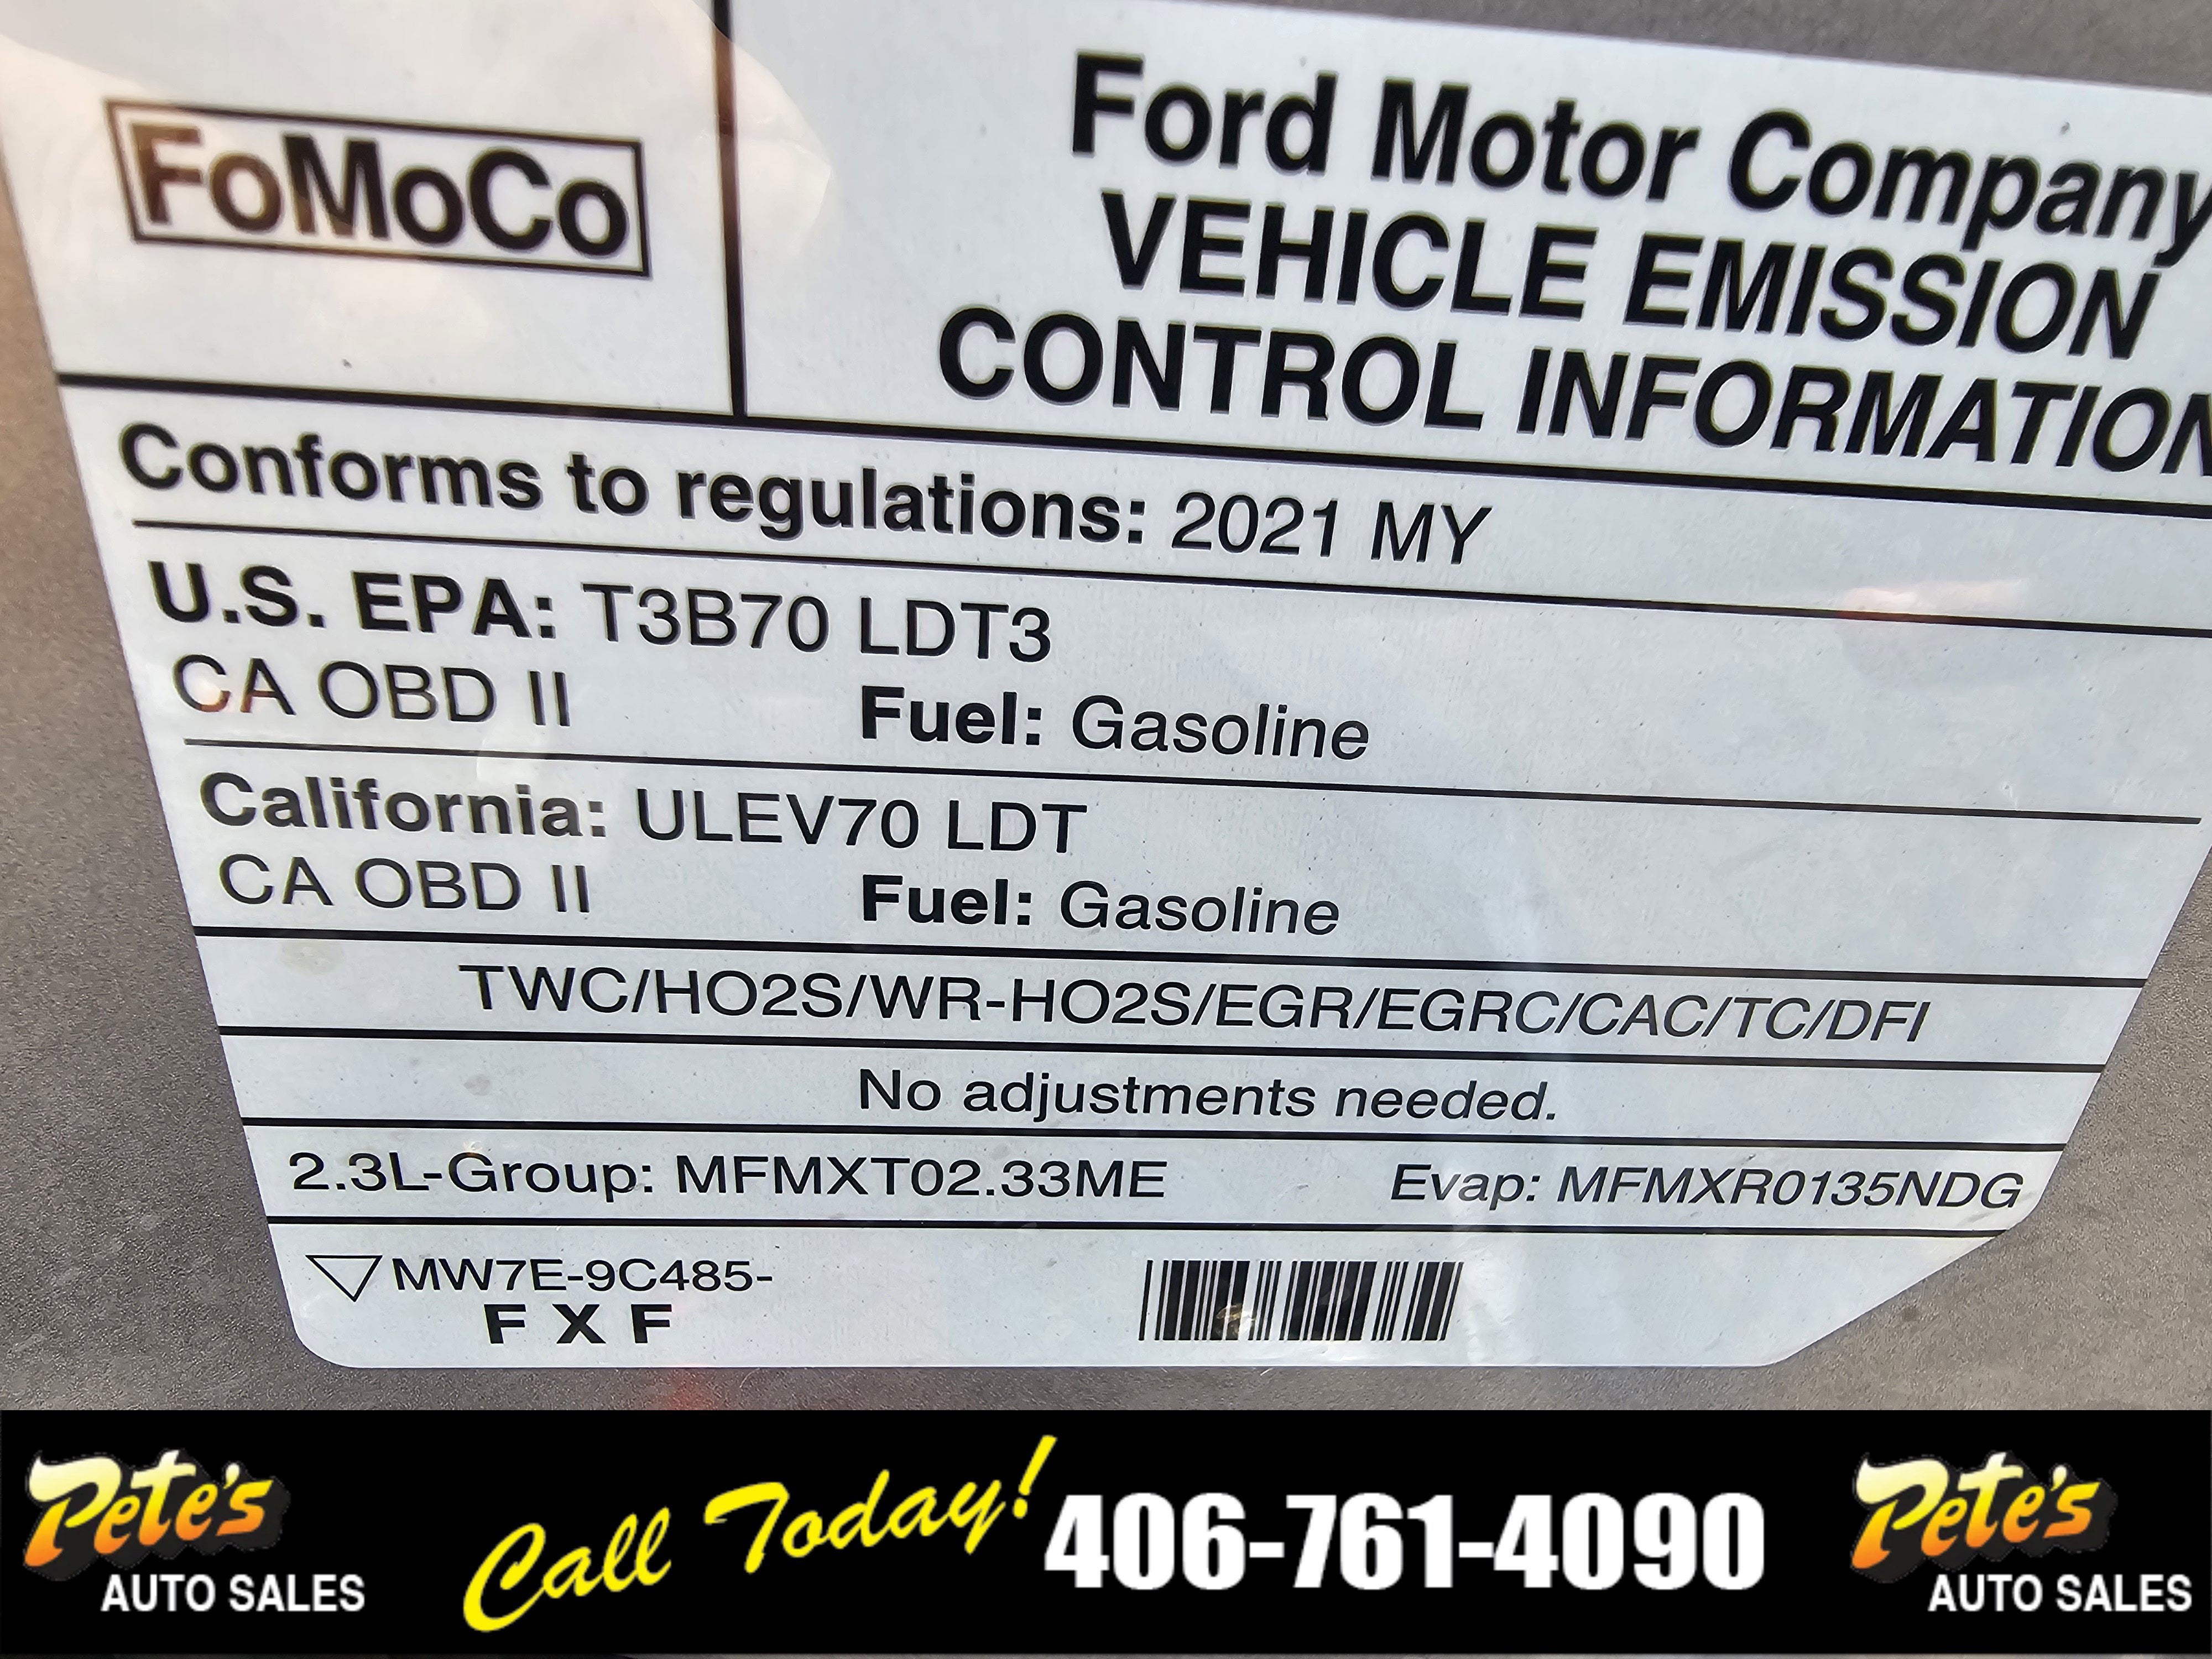 FoMoCo
Ford Motor Company
VEHICLE EMISSION
CONTROL INFORMATION
Conforms to regulations: 2021 MY
U.S. EPA: T3B70 LDT3
CA OBD II Fuel: Gasoline
California: ULEV70 LDT
CA OBD II Fuel: Gasoline
TWC/HO2S/WR-HO2S/EGR/EGRC/CAC/TC/DFI
No adjustments needed.
2.3L-Group: MFMXT02.33ME Evap: MFMXR0135NDG
MW7E-9C485-
F X F
Pete's
AUTO SALES
Call Today! 406-761-4090
Pete's
AUTO SALES